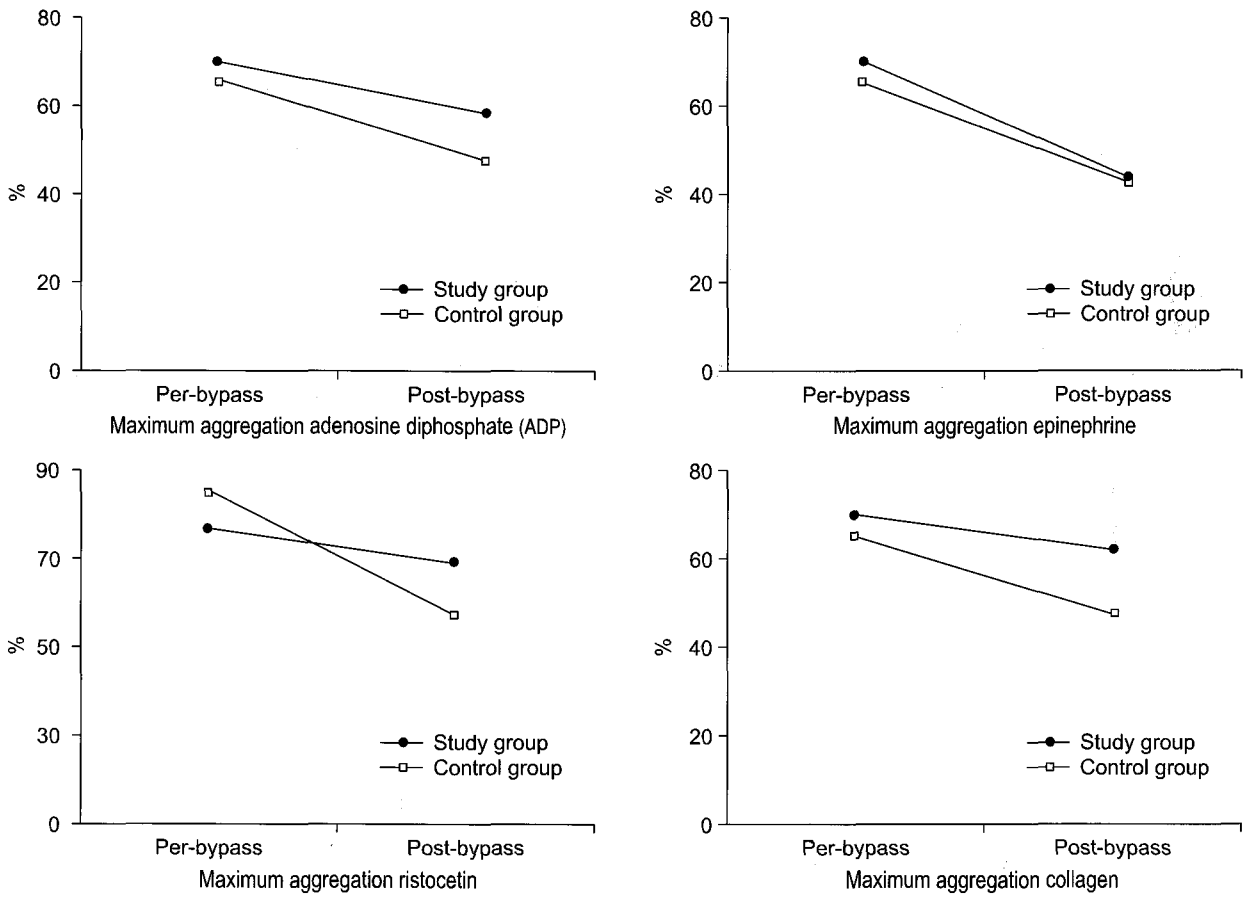 80
60
40
20
0
%
Study group
Control group
Per-bypass Post-bypass
Maximum aggregation adenosine diphosphate (ADP)
80
60
40
20
0
%
Study group
Control group
Per-bypass Post-bypass
Maximum aggregation epinephrine
90
70
50
30
0
%
Study group
Control group
Per-bypass Post-bypass
Maximum aggregation ristocetin
80
60
40
20
0
%
Study group
Control group
Per-bypass Post-bypass
Maximum aggregation collagen